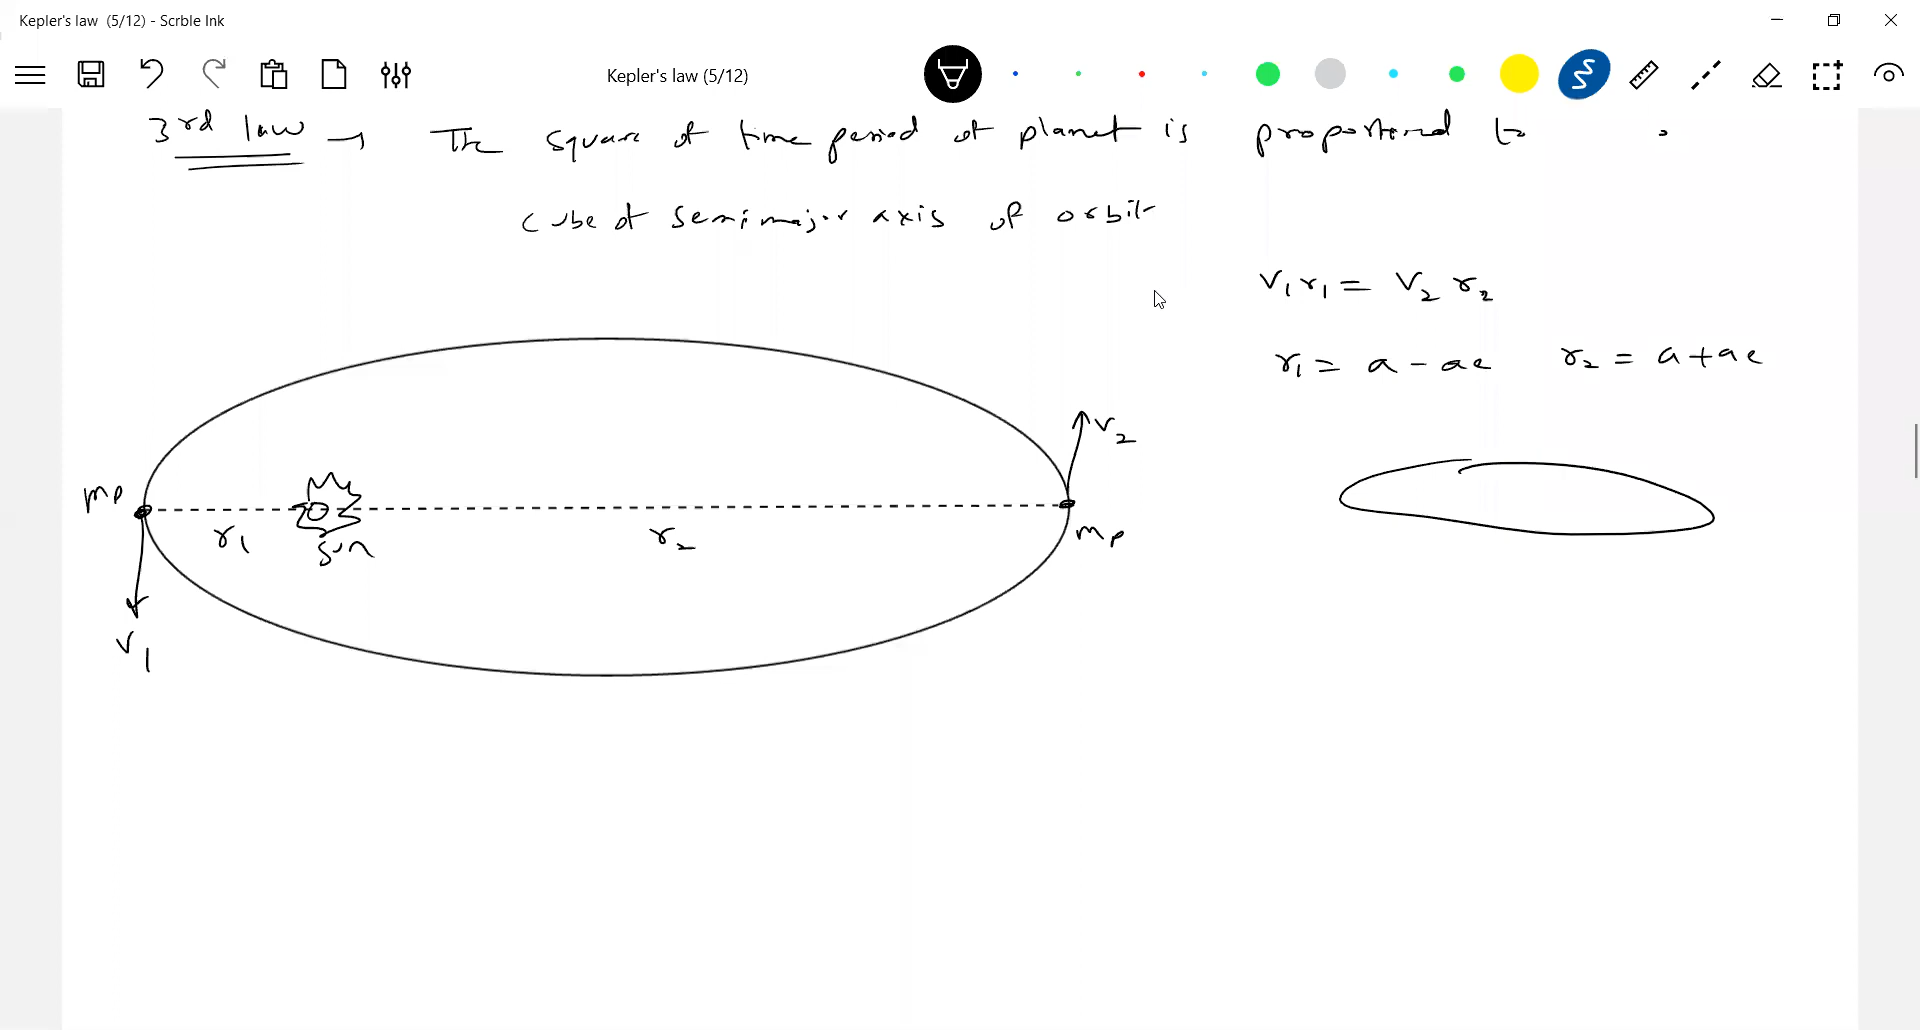 Kepler's law (5/12) - Scrble Ink
Kepler's law (5/12)
3rd law → The square of time period of planet is proportional to
cube of semi major axis of orbit
v₁r₁ = v₂r₂
r₁ = a - ae r₂ = a + ae
v₂
mp
r₁ sun r₂ mp
v₁